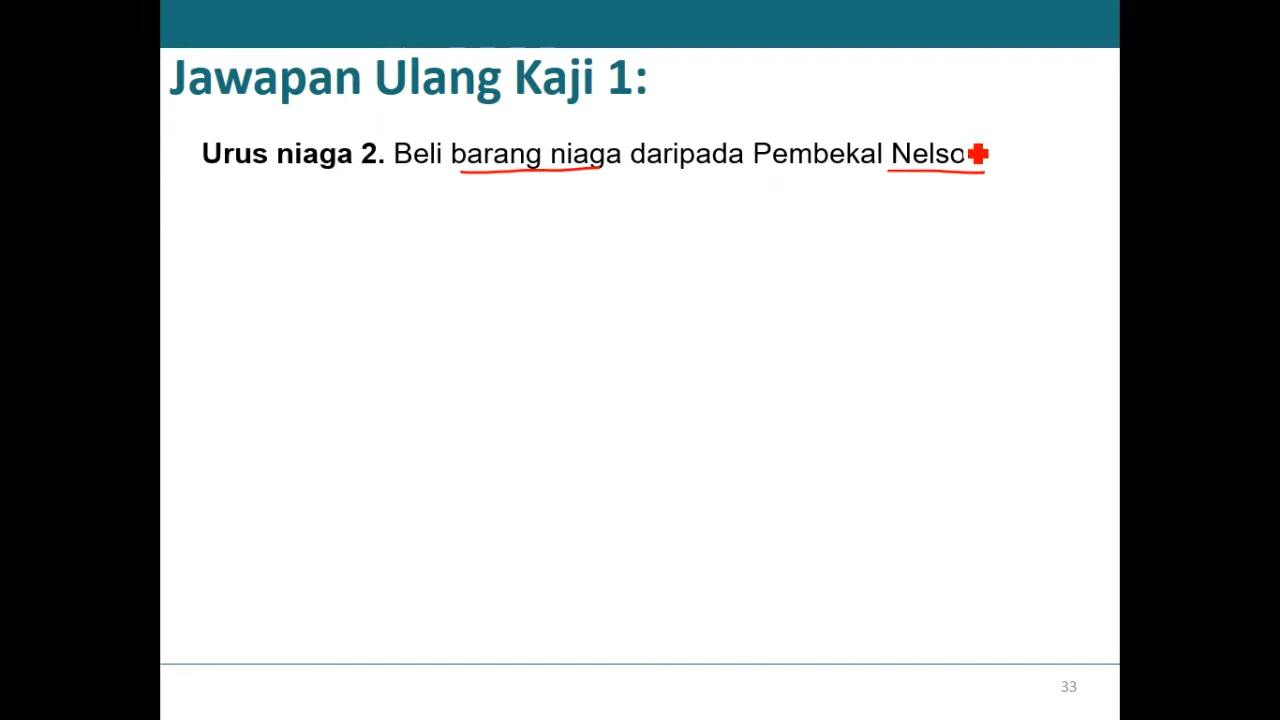 Jawapan Ulang Kaji 1:
Urus niaga 2. Beli barang niaga daripada Pembekal Nelso
33